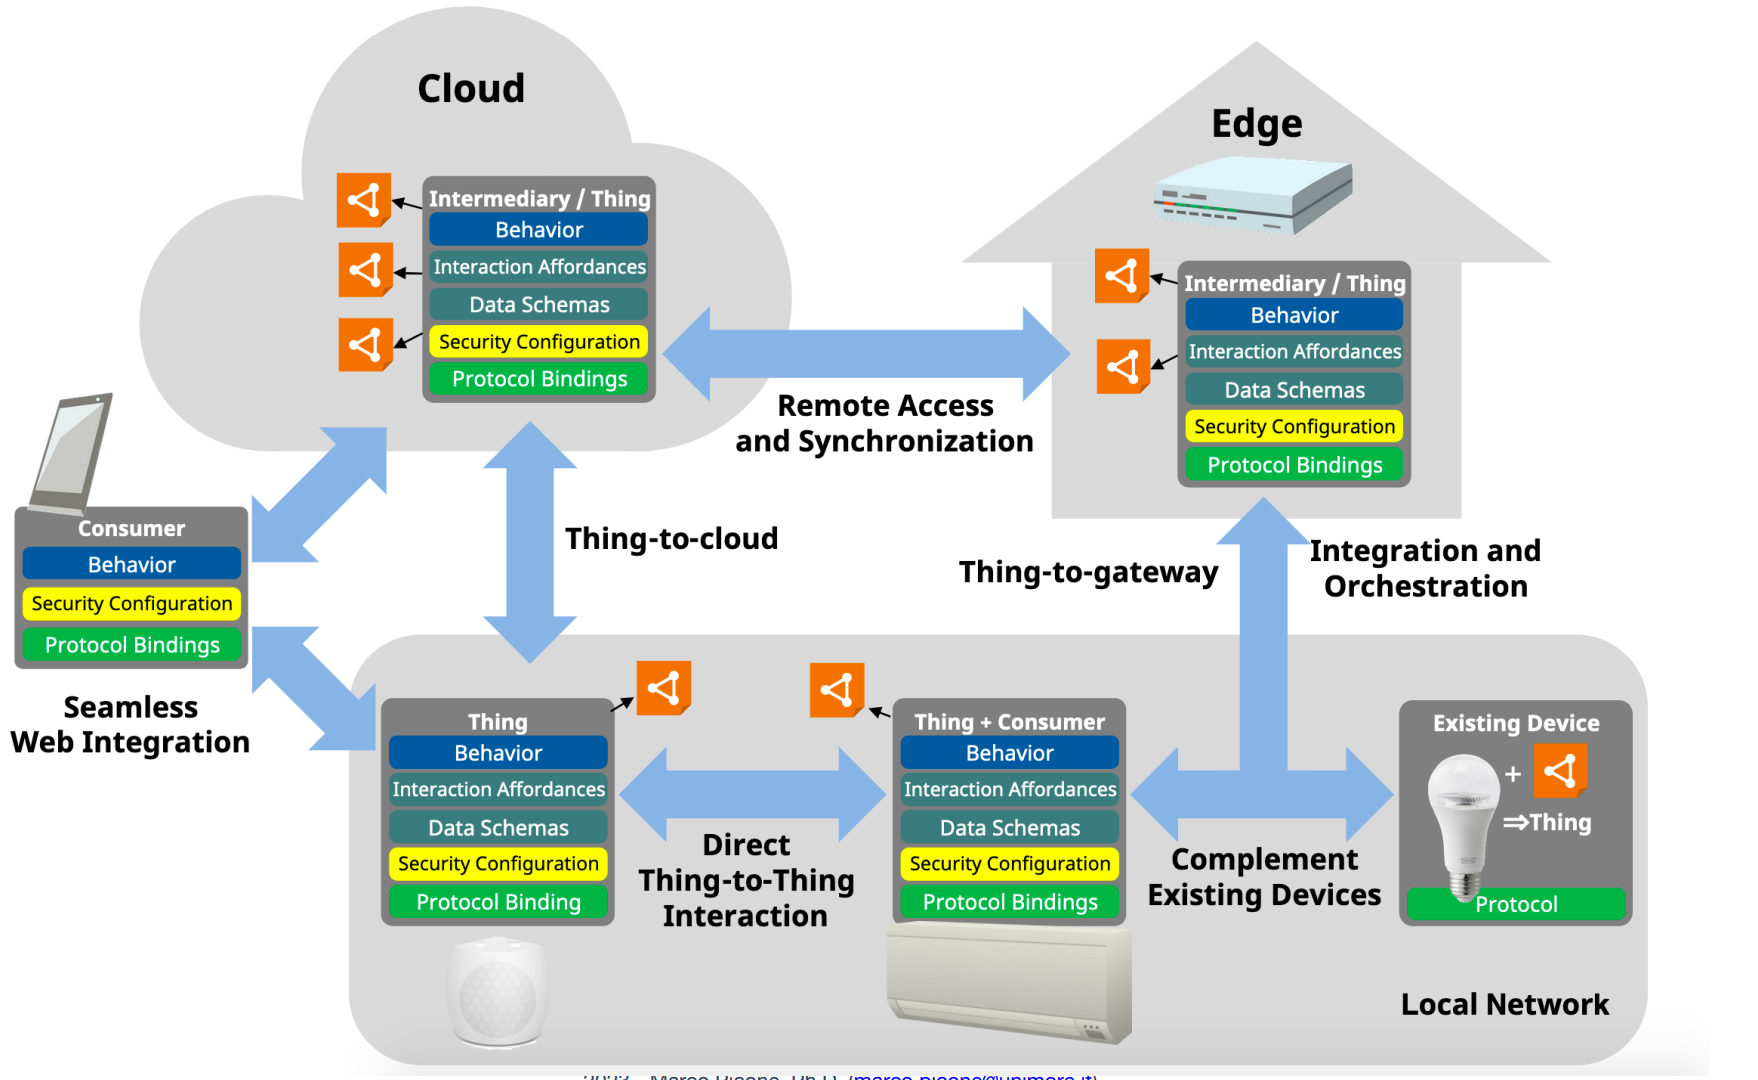 Cloud
Edge
Intermediary / Thing
Behavior
Interaction Affordances
Data Schemas
Security Configuration
Protocol Bindings
Intermediary / Thing
Behavior
Interaction Affordances
Data Schemas
Security Configuration
Protocol Bindings
Remote Access
and Synchronization
Consumer
Behavior
Security Configuration
Protocol Bindings
Seamless
Web Integration
Thing-to-cloud
Thing-to-gateway
Integration and
Orchestration
Thing
Behavior
Interaction Affordances
Data Schemas
Security Configuration
Protocol Binding
Direct
Thing-to-Thing
Interaction
Thing + Consumer
Behavior
Interaction Affordances
Data Schemas
Security Configuration
Protocol Bindings
Complement
Existing Devices
Existing Device
+
⇒Thing
Protocol
Local Network